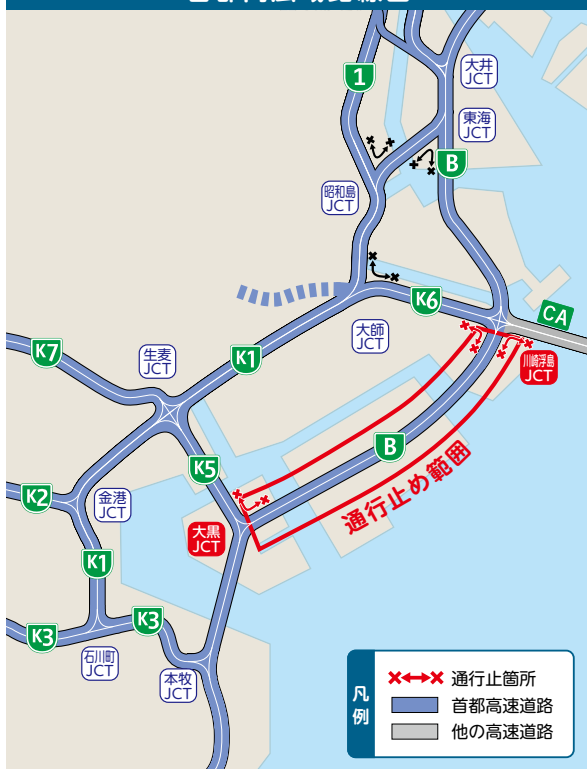 1
大井
JCT
東海
JCT
B
昭和島
JCT
K6
CA
大師
JCT
K7
生麦
JCT
K1
川崎浮島
JCT
B
K5
通行止め範囲
K2
金港
JCT
大黒
JCT
K1
K3
K3
石川町
JCT
本牧
JCT
凡例
通行止箇所
首都高速道路
他の高速道路